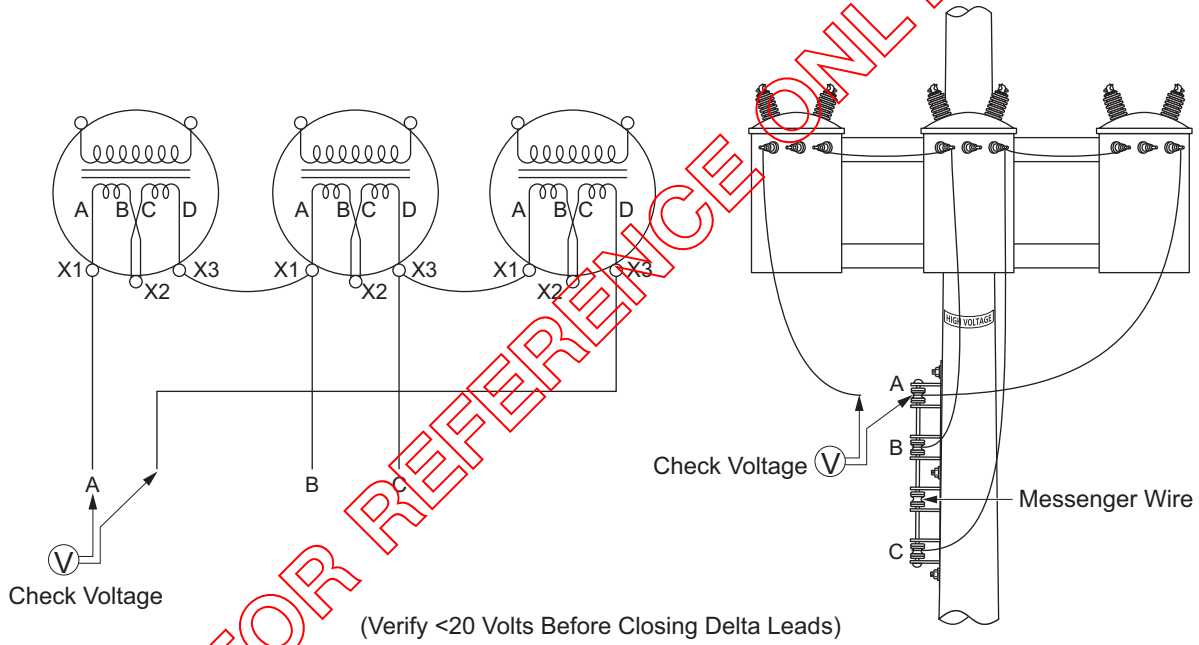 FOR REFERENCE ONL
A B C D
A B C D
A B C D
X1 X3
X2
X1 X3
X2
X1 X3
X2
HIGH VOLTAGE
A
B
C
Messenger Wire
Check Voltage V
A
B
C
V
Check Voltage
(Verify <20 Volts Before Closing Delta Leads)